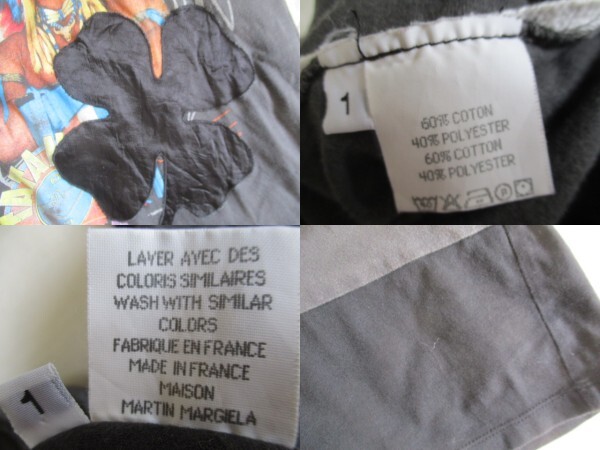 1
60% COTON
40% POLYESTER
60% COTTON
40% POLYESTER
LAVER AVEC DES
COLORIS SIMILAIRES
WASH WITH SIMILAR
COLORS
FABRIQUE EN FRANCE
MADE IN FRANCE
MAISON
MARTIN MARGIELA
1